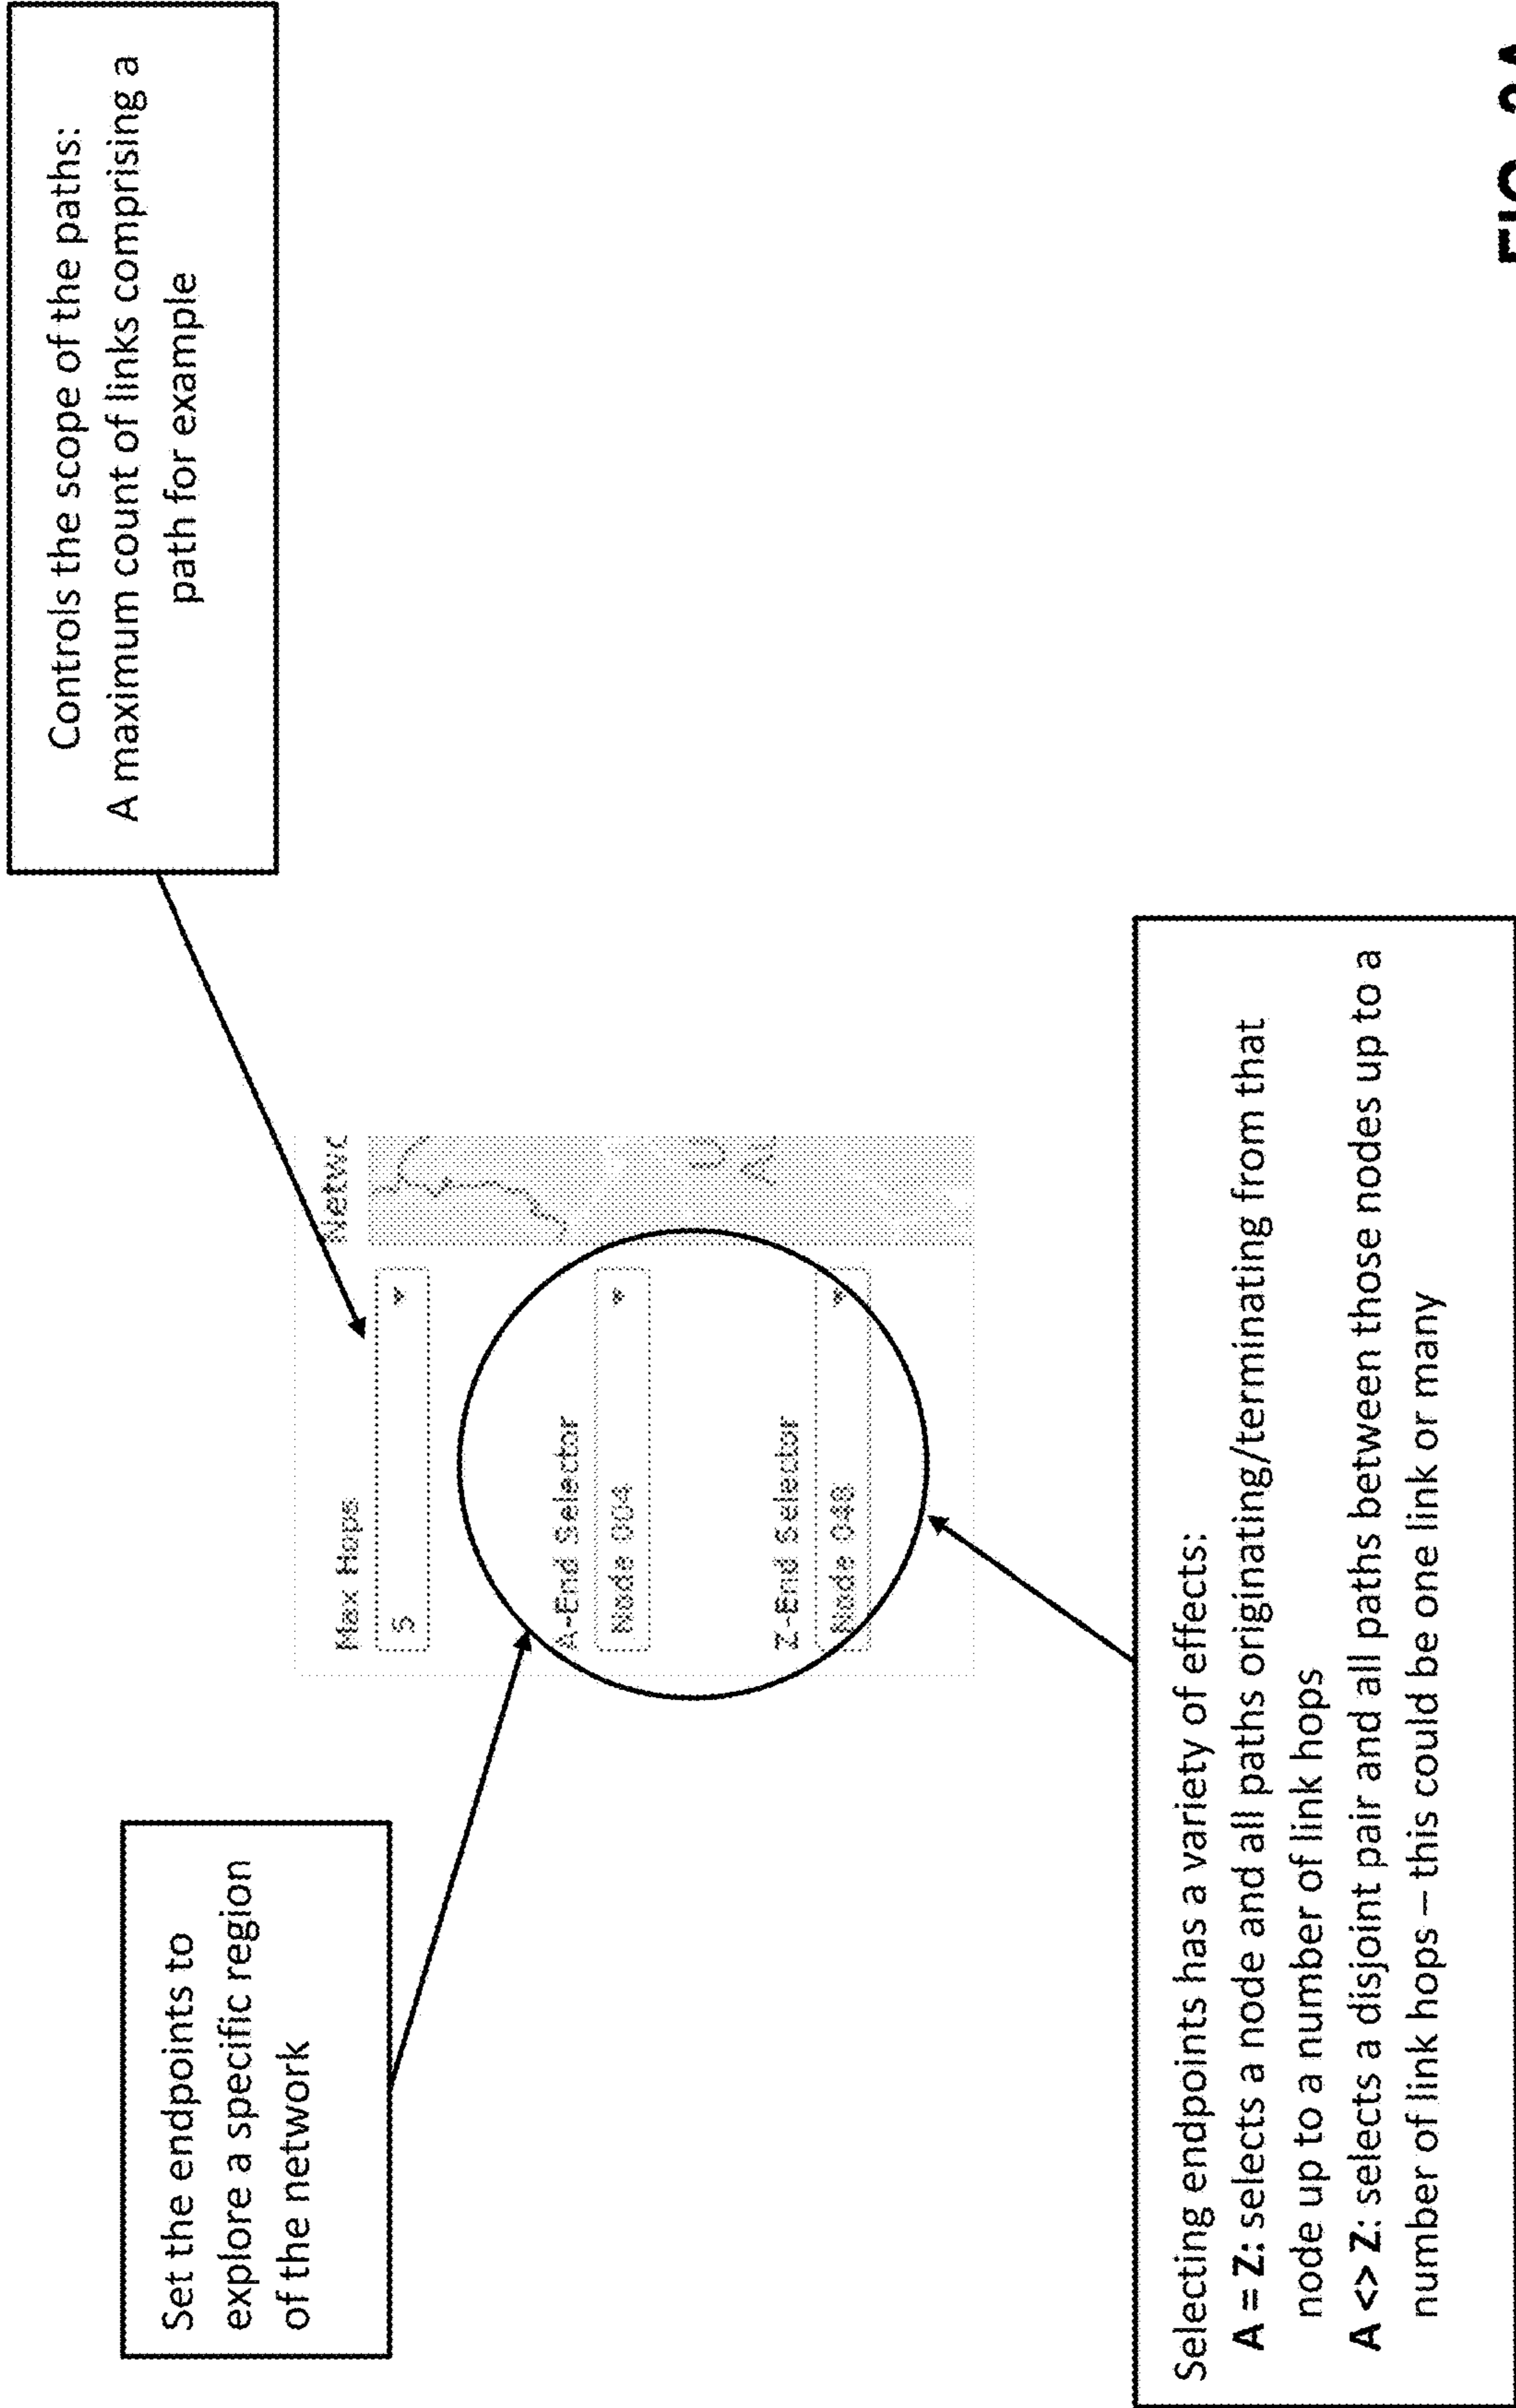 Controls the scope of the paths:
A maximum count of links comprising a
path for example
Set the endpoints to
explore a specific region
of the network
Max Hops
5
Netwc
A-End Selector
Node 004
Z-End Selector
Node 048
Selecting endpoints has a variety of effects:
A = Z: selects a node and all paths originating/terminating from that
node up to a number of link hops
A <> Z: selects a disjoint pair and all paths between those nodes up to a
number of link hops – this could be one link or many